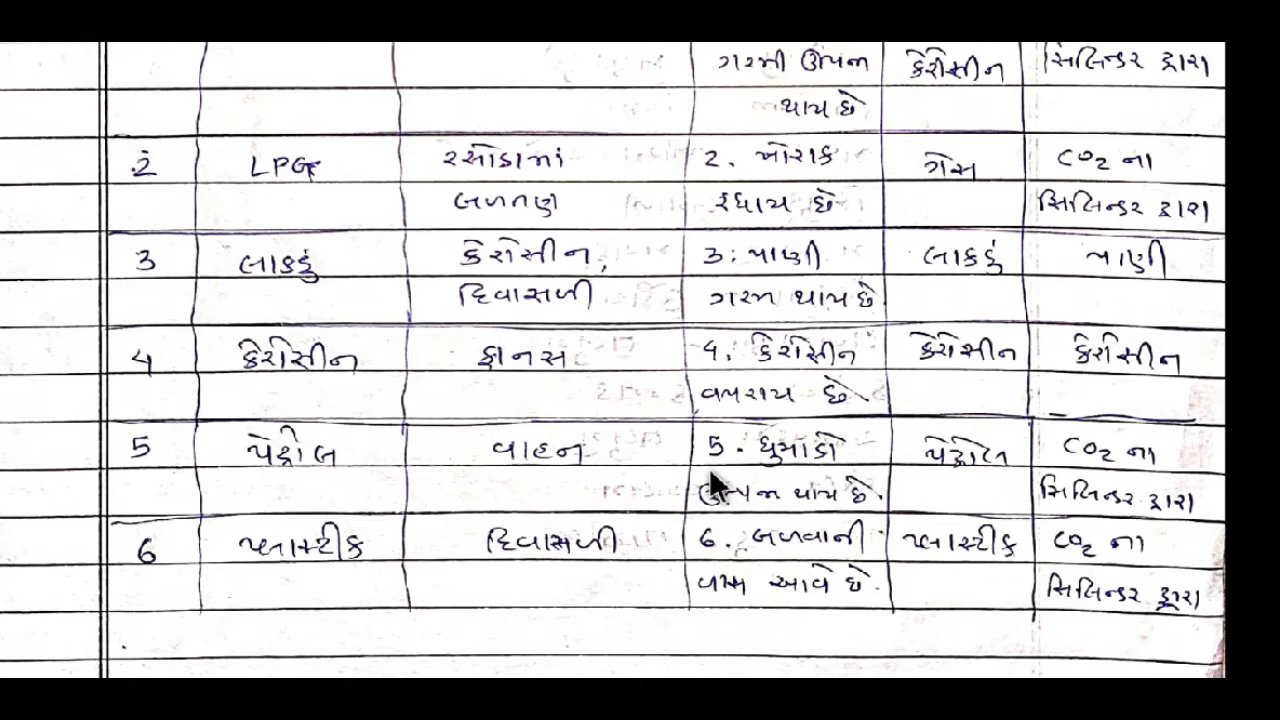 ગરમી ઉત્પન્ન કેરોસીન સિલિન્ડર દ્વારા
થાય છે
2 LPG રસોડામાં 2. ખોરાક ગેસ CO₂ ના
બળતણ રંધાય છે સિલિન્ડર દ્વારા
3 લાકડું કેરોસીન, 3. પાણી લાકડું પાણી
દિવાસળી ગરમ થાય છે
4 કેરોસીન ફાનસ 4. કેરોસીન કેરોસીન કેરોસીન
વપરાય છે
5 પેટ્રોલ વાહન 5. ધુમાડો પેટ્રોલ CO₂ ના
ઉત્પન્ન થાય છે. સિલિન્ડર દ્વારા
6 પ્લાસ્ટીક દિવાસળી 6. બળવાની પ્લાસ્ટીક CO₂ ના
વાસ આવે છે. સિલિન્ડર દ્વારા